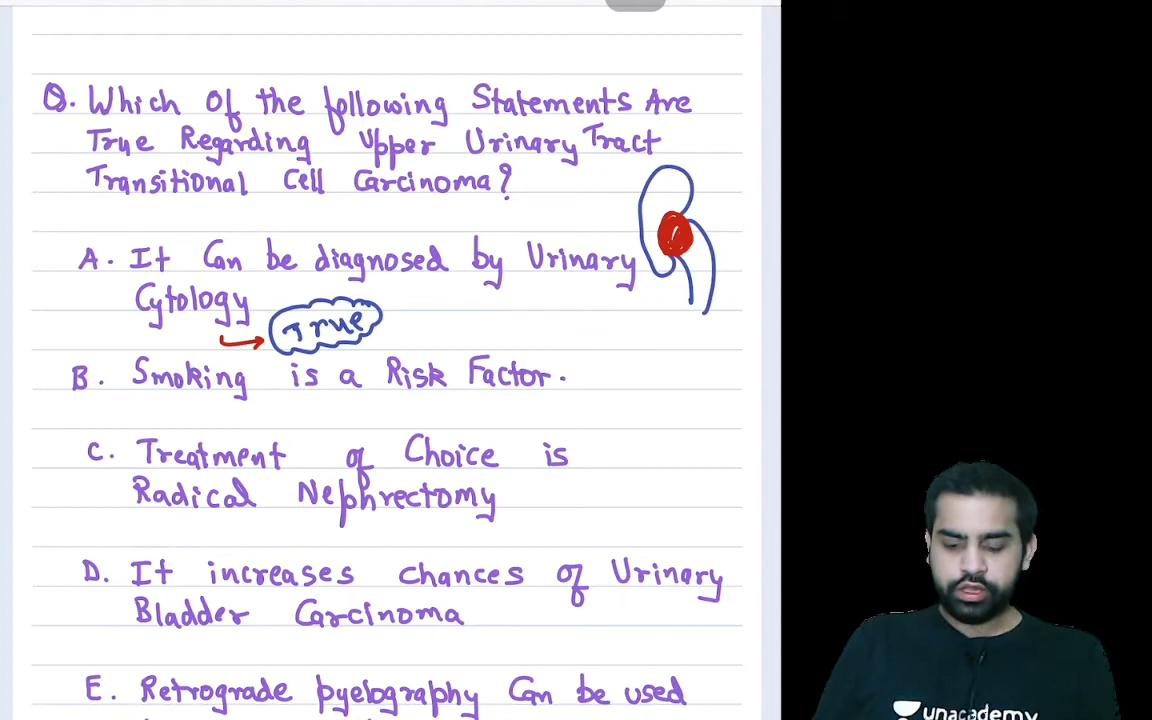 Q. Which Of the following Statements Are
True Regarding Upper Urinary Tract
Transitional Cell Carcinoma?
A. It Can be diagnosed by Urinary
Cytology
True
B. Smoking is a Risk Factor.
C. Treatment of Choice is
Radical Nephrectomy
D. It increases chances of Urinary
Bladder Carcinoma
E. Retrograde pyelography Can be used
unacademy